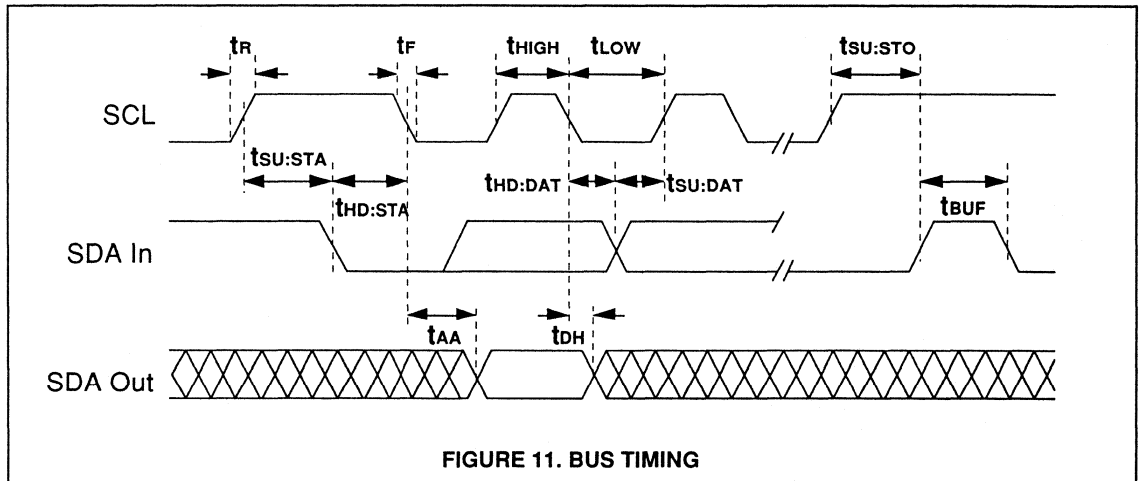 tR tF tHIGH tLOW tSU:STO
SCL
tSU:STA tHD:STA tHD:DAT tSU:DAT tBUF
SDA In
tAA tDH
SDA Out
FIGURE 11. BUS TIMING